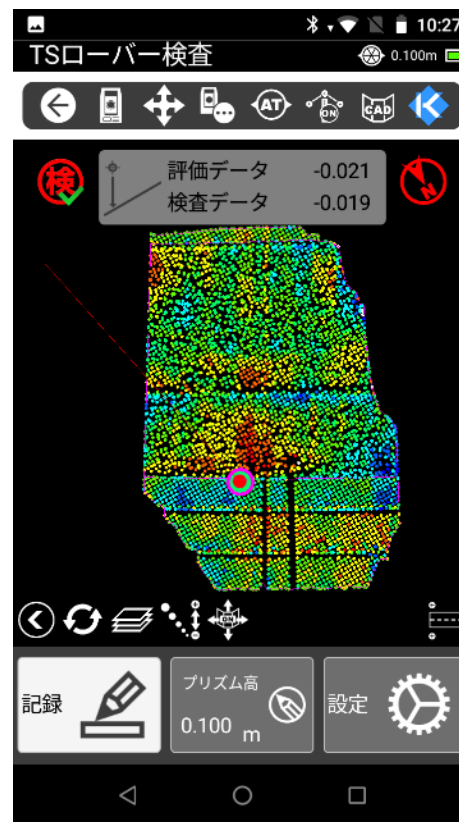 10:27
TSローバー検査
0.100m
AT
ON
CAD
検
評価データ -0.021
検査データ -0.019
N
ON
記録
プリズム高
0.100 m
設定